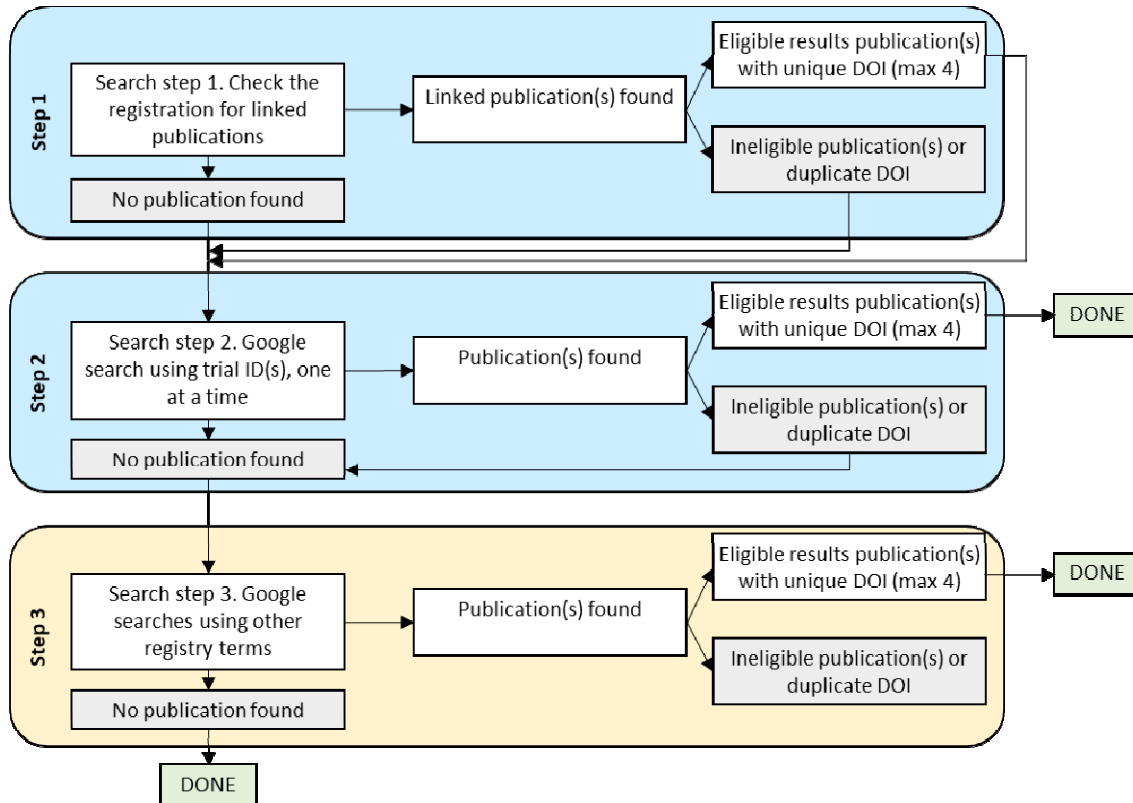 Step 1
Search step 1. Check the
registration for linked
publications
No publication found
Linked publication(s) found
Eligible results publication(s)
with unique DOI (max 4)
Ineligible publication(s) or
duplicate DOI
Step 2
Search step 2. Google
search using trial ID(s), one
at a time
No publication found
Publication(s) found
Eligible results publication(s)
with unique DOI (max 4)
DONE
Ineligible publication(s) or
duplicate DOI
Step 3
Search step 3. Google
searches using other
registry terms
No publication found
Publication(s) found
Eligible results publication(s)
with unique DOI (max 4)
DONE
Ineligible publication(s) or
duplicate DOI
DONE